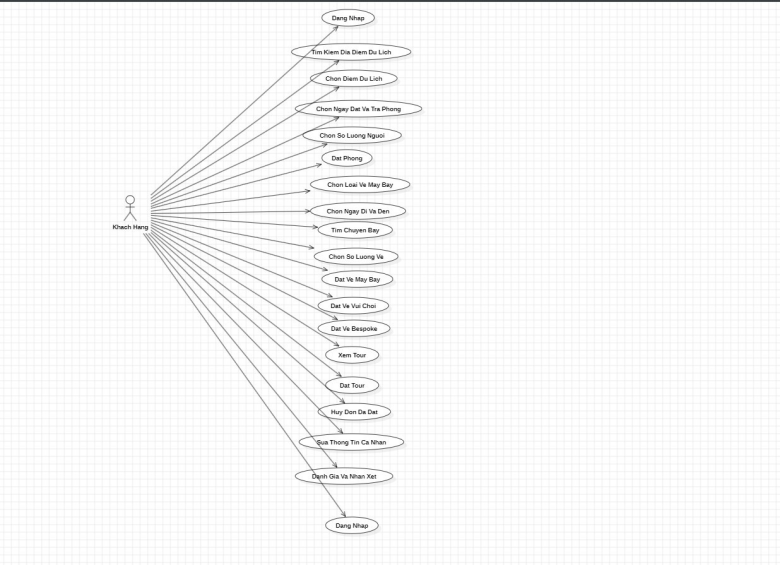 Dang Nhap
Tim Kiem Dia Diem Du Lich
Chon Diem Du Lich
Chon Ngay Dat Va Tra Phong
Chon So Luong Nguoi
Dat Phong
Chon Loai Ve May Bay
Chon Ngay Di Va Den
Khach Hang
Tim Chuyen Bay
Chon So Luong Ve
Dat Ve May Bay
Dat Ve Vui Choi
Dat Ve Bespoke
Xem Tour
Dat Tour
Huy Don Da Dat
Sua Thong Tin Ca Nhan
Danh Gia Va Nhan Xet
Dang Nhap